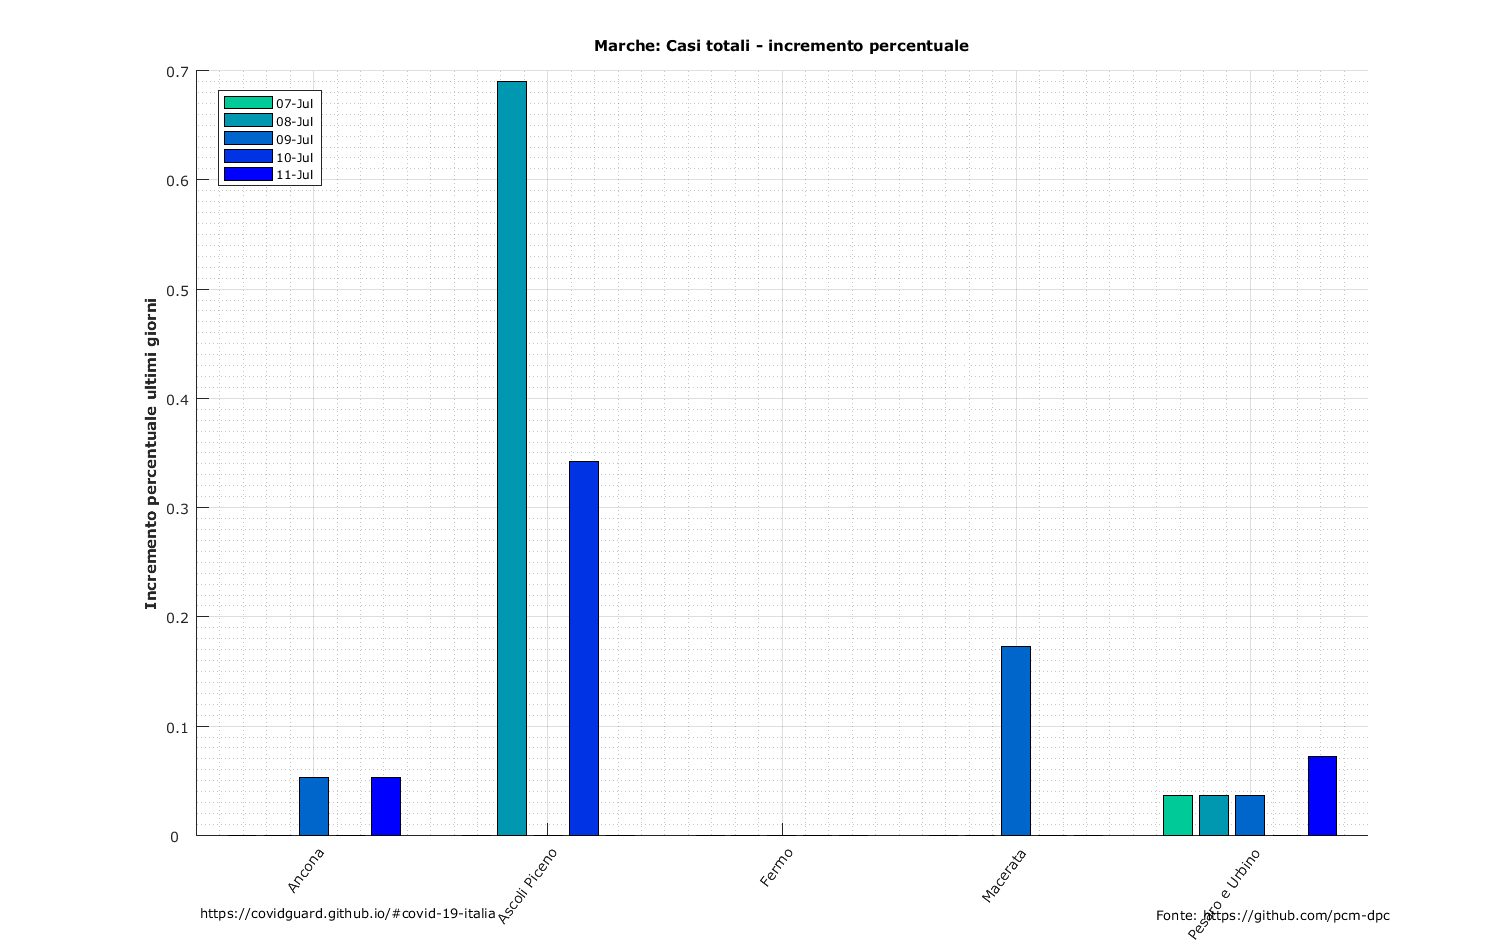 Marche: Casi totali - incremento percentuale
Incremento percentuale ultimi giorni
0.7
0.6
0.5
0.4
0.3
0.2
0.1
0
07-Jul
08-Jul
09-Jul
10-Jul
11-Jul
Ancona
Ascoli Piceno
Fermo
Macerata
Pesaro e Urbino
https://covidguard.github.io/#covid-19-italia
Fonte: https://github.com/pcm-dpc